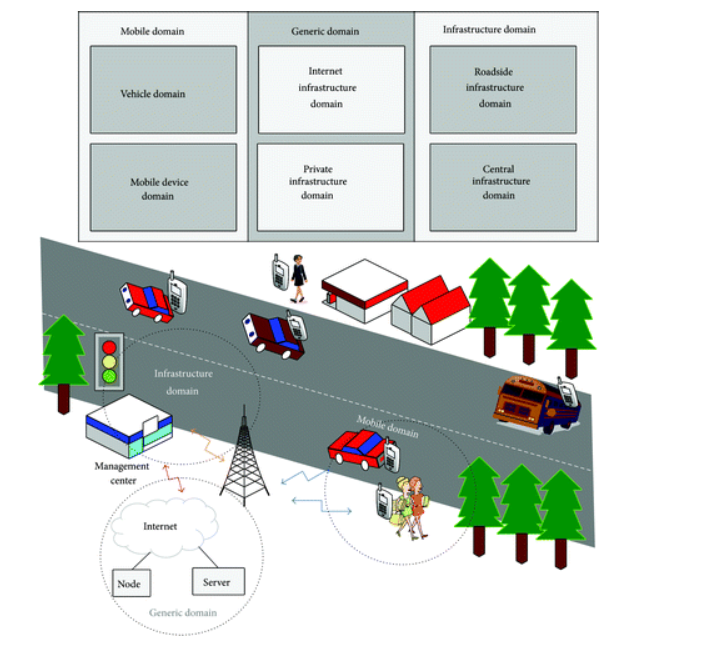 Mobile domain
Generic domain
Infrastructure domain
Vehicle domain
Internet
infrastructure
domain
Roadside
infrastructure
domain
Mobile device
domain
Private
infrastructure
domain
Central
infrastructure
domain
Infrastructure
domain
Mobile domain
Management
center
Internet
Node
Server
Generic domain